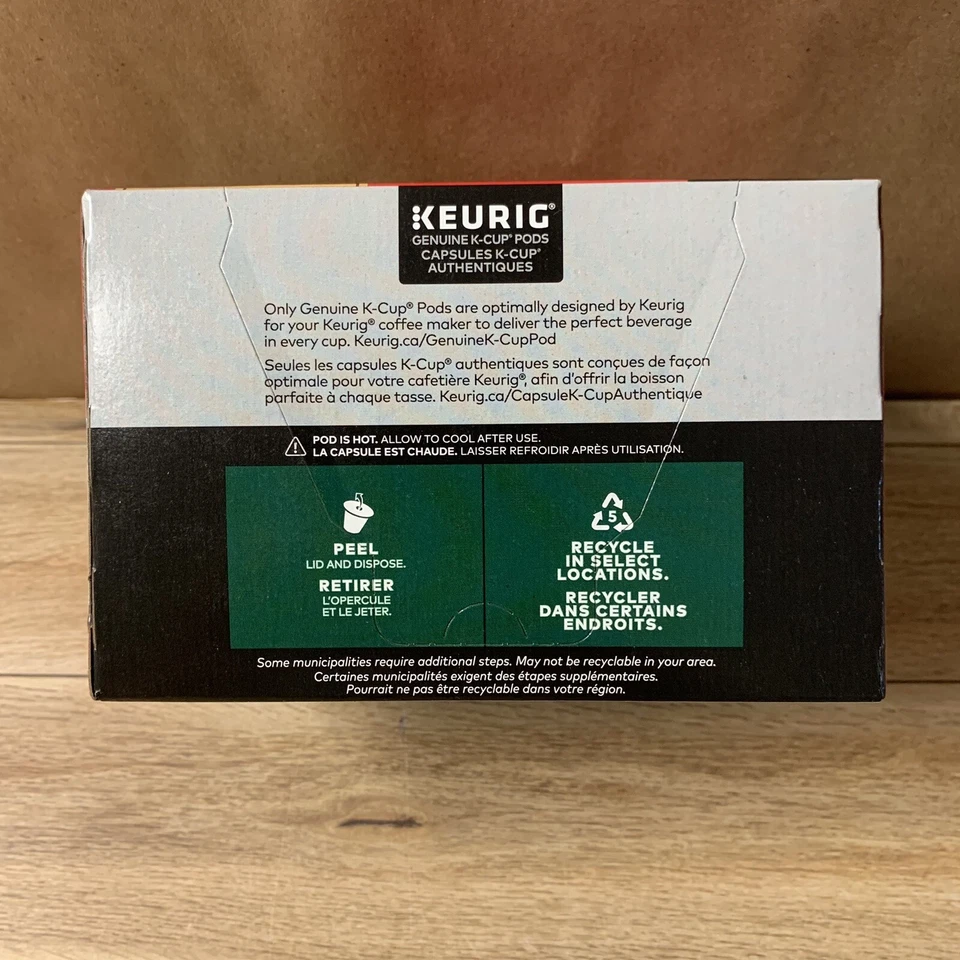 KEURIG®
GENUINE K-CUP® PODS
CAPSULES K-CUP®
AUTHENTIQUES
Only Genuine K-Cup® Pods are optimally designed by Keurig
for your Keurig® coffee maker to deliver the perfect beverage
in every cup. Keurig.ca/GenuineK-CupPod
Seules les capsules K-Cup® authentiques sont conçues de façon
optimale pour votre cafetière Keurig®, afin d'offrir la boisson
parfaite à chaque tasse. Keurig.ca/CapsuleK-CupAuthentique
POD IS HOT. ALLOW TO COOL AFTER USE.
LA CAPSULE EST CHAUDE. LAISSER REFROIDIR APRÈS UTILISATION.
PEEL
LID AND DISPOSE.
RETIRER
L'OPERCULE
ET LE JETER.
5
RECYCLE
IN SELECT
LOCATIONS.
RECYCLER
DANS CERTAINS
ENDROITS.
Some municipalities require additional steps. May not be recyclable in your area.
Certaines municipalités exigent des étapes supplémentaires.
Pourrait ne pas être recyclable dans votre région.